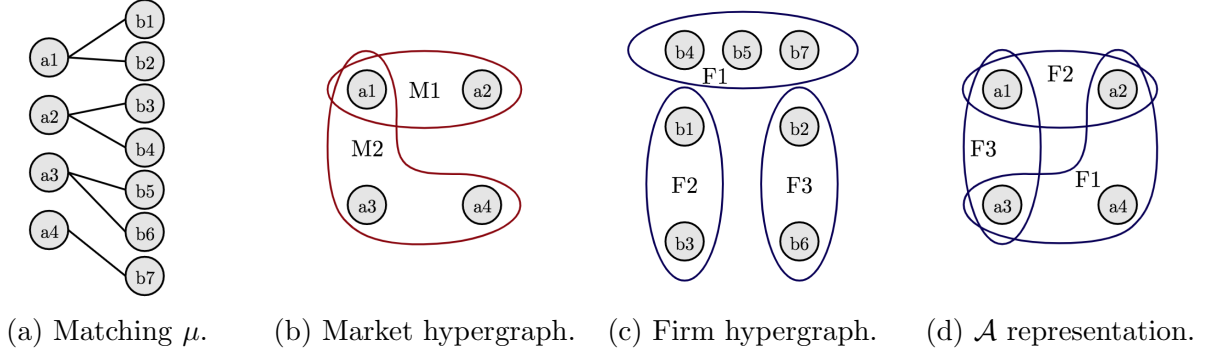 a1
a2
a3
a4
b1
b2
b3
b4
b5
b6
b7
(a) Matching μ.
a1
M1
a2
M2
a3
a4
(b) Market hypergraph.
b4
b5
b7
F1
b1
b2
F2
F3
b3
b6
(c) Firm hypergraph.
a1
F2
a2
F3
F1
a3
a4
(d) 𝒜 representation.